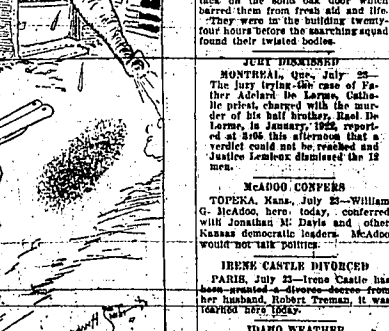 tack on the solid oak door which
barred them from fresh aid and life.
They were in the building twenty-
four hours before the searching squad
found their twisted bodies.
JURY DISMISSED
MONTREAL, Que., July 23—
The jury trying the case of Fa-
ther Adelard De Lorme, Catho-
lic priest, charged with the mur-
der of his half brother, Rael De
Lorme, in January, 1922, report-
ed at 3:05 this afternoon that a
verdict could not be reached and
Justice Lemieux dismissed the 12
men.
McADOO CONFERS
TOPEKA, Kans., July 23—William
G. McAdoo, here today, conferred
with Jonathan M. Davis and other
Kansas democratic leaders. McAdoo
would not talk politics.
IRENE CASTLE DIVORCED
PARIS, July 23—Irene Castle has
been granted a divorce decree from
her husband, Robert Treman, it was
learned here today.
IDAHO WEATHER